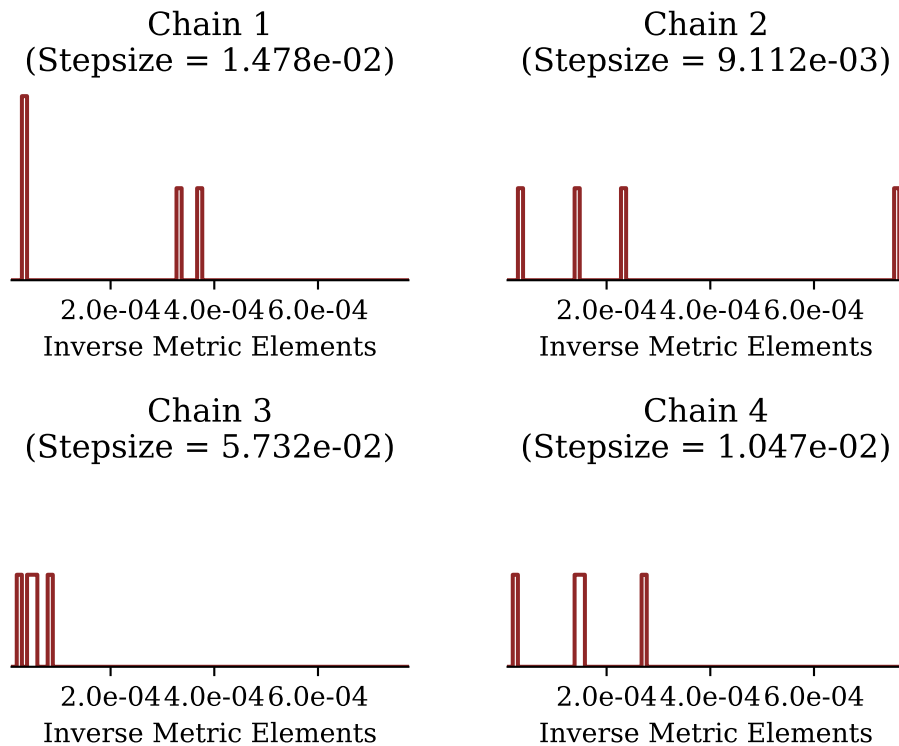 Chain 1
(Stepsize = 1.478e-02)
2.0e-04 4.0e-04 6.0e-04
Inverse Metric Elements
Chain 2
(Stepsize = 9.112e-03)
2.0e-04 4.0e-04 6.0e-04
Inverse Metric Elements
Chain 3
(Stepsize = 5.732e-02)
2.0e-04 4.0e-04 6.0e-04
Inverse Metric Elements
Chain 4
(Stepsize = 1.047e-02)
2.0e-04 4.0e-04 6.0e-04
Inverse Metric Elements